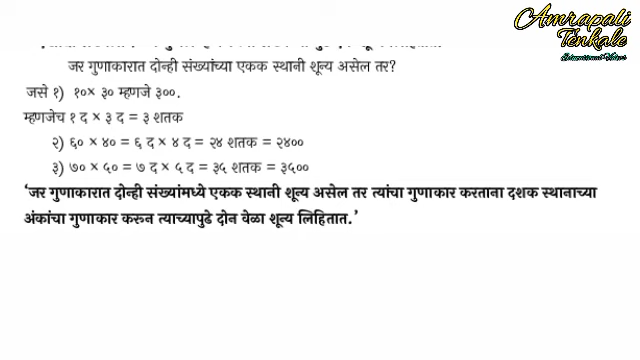 Amrapali
Tenkale
जर गुणाकारात दोन्ही संख्यांच्या एकक स्थानी शून्य असेल तर?
जसे १) १०× ३० म्हणजे ३००.
म्हणजेच १ द × ३ द = ३ शतक
२) ६० × ४० = ६ द × ४ द = २४ शतक = २४००
३) ७० × ५० = ७ द × ५ द = ३५ शतक = ३५००
‘जर गुणाकारात दोन्ही संख्यांमध्ये एकक स्थानी शून्य असेल तर त्यांचा गुणाकार करताना दशक स्थानाच्या
अंकांचा गुणाकार करुन त्याच्यापुढे दोन वेळा शून्य लिहितात.’